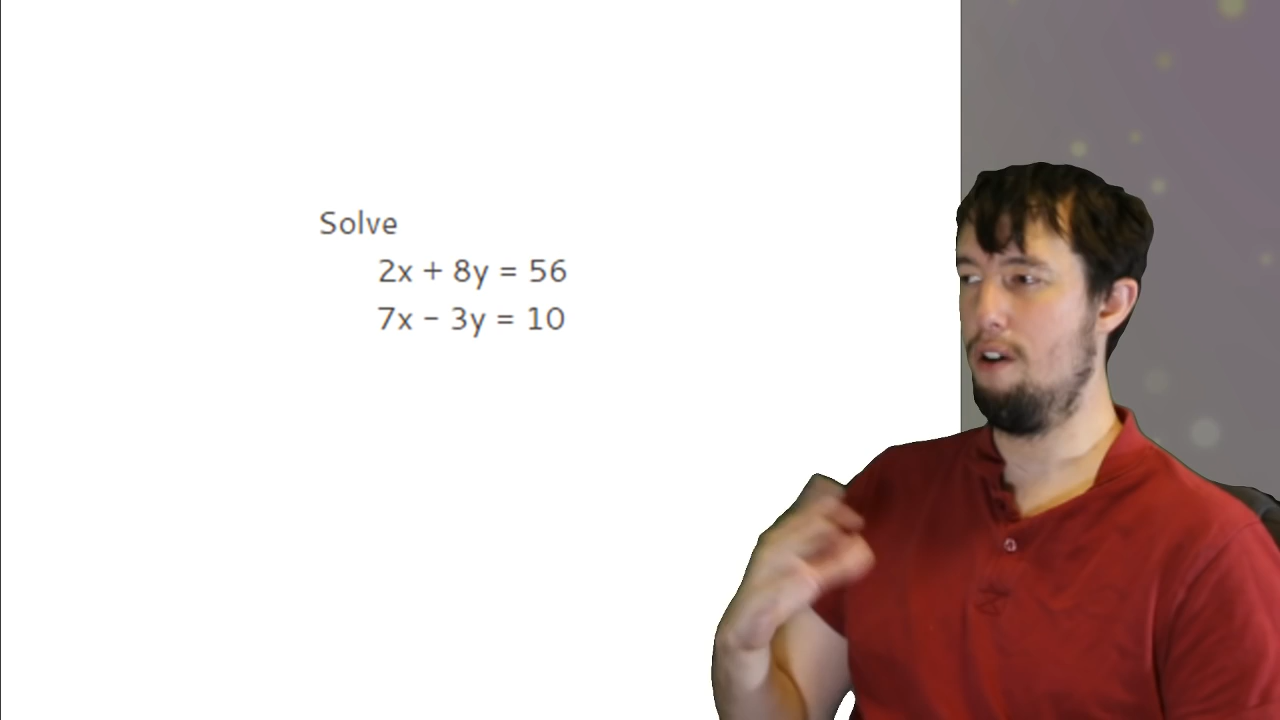 Solve
2x + 8y = 56
7x − 3y = 10